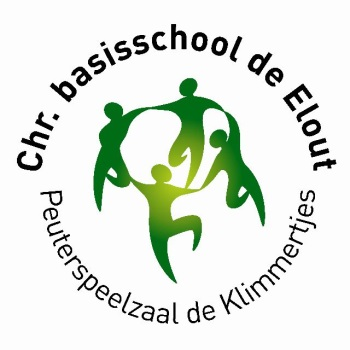 Chr. basisschool de Elout
Peuterspeelzaal de Klimmertjes